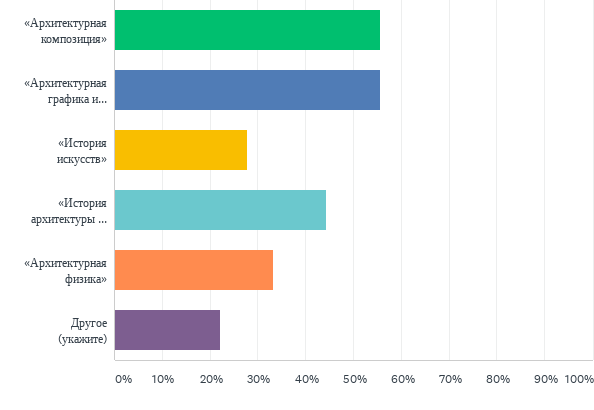 «Архитектурная
композиция»
«Архитектурная
графика и...
«История
искусств»
«История
архитектуры ...
«Архитектурная
физика»
Другое
(укажите)
0% 10% 20% 30% 40% 50% 60% 70% 80% 90% 100%